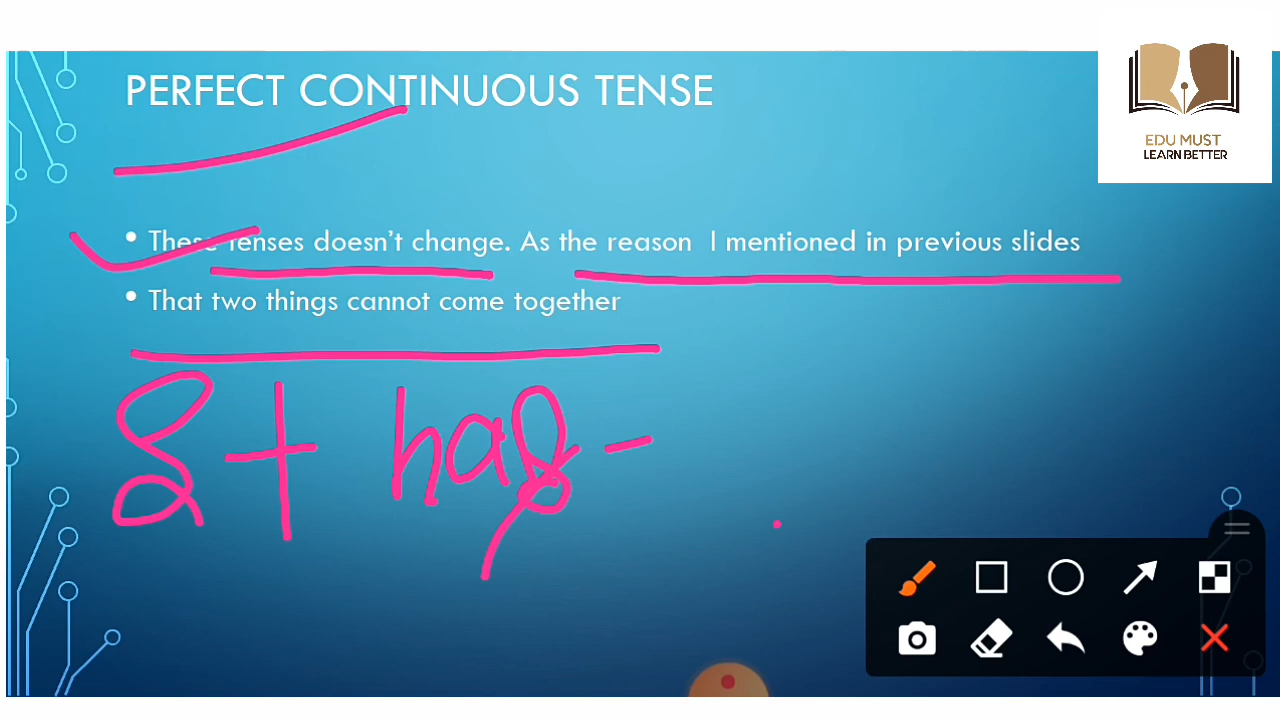 PERFECT CONTINUOUS TENSE
EDU MUST
LEARN BETTER
• These tenses doesn't change. As the reason I mentioned in previous slides
• That two things cannot come together
S + has -